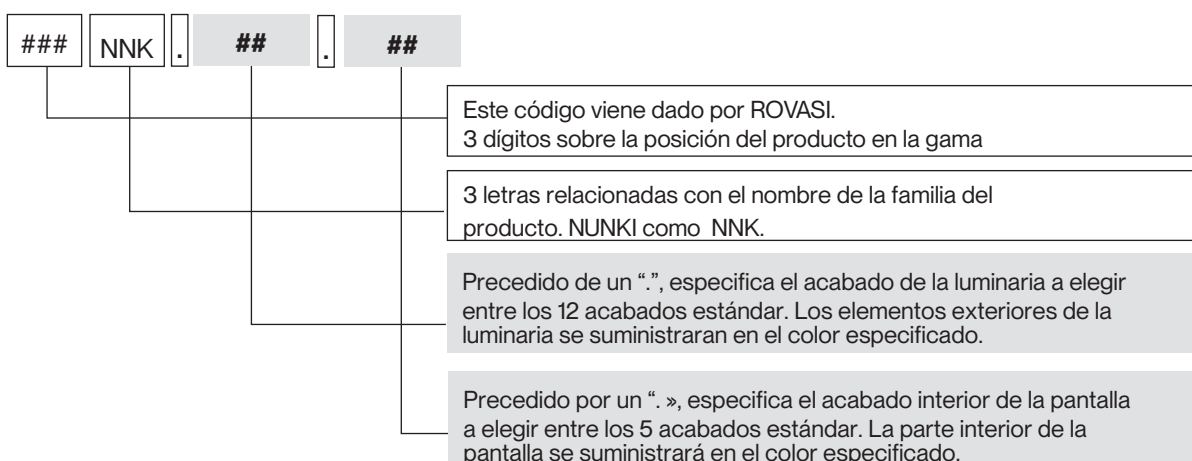 ### NNK . ## . ##
Este código viene dado por ROVASI.
3 dígitos sobre la posición del producto en la gama
3 letras relacionadas con el nombre de la familia del
producto. NUNKI como NNK.
Precedido de un “.”, especifica el acabado de la luminaria a elegir
entre los 12 acabados estándar. Los elementos exteriores de la
luminaria se suministraran en el color especificado.
Precedido por un “. », especifica el acabado interior de la pantalla
a elegir entre los 5 acabados estándar. La parte interior de la
pantalla se suministrará en el color especificado.